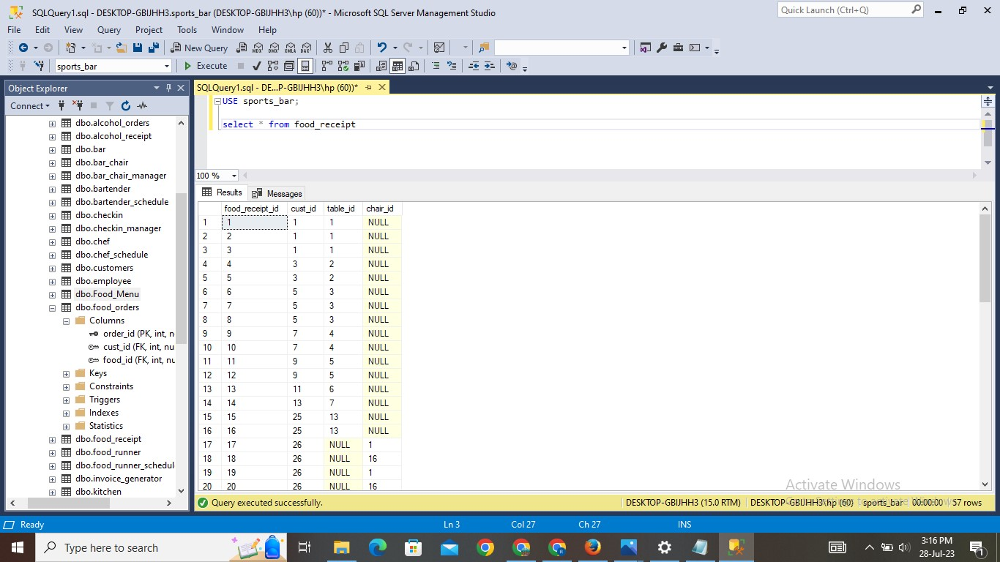 SQLQuery1.sql - DESKTOP-GBIJHH3.sports_bar (DESKTOP-GBIJHH3\hp (60))* - Microsoft SQL Server Management Studio
Quick Launch (Ctrl+Q)
File Edit View Query Project Tools Window Help
New Query
MDX DMX XMLA DAX
sports_bar
Execute
Object Explorer
Connect
dbo.alcohol_orders
dbo.alcohol_receipt
dbo.bar
dbo.bar_chair
dbo.bar_chair_manager
dbo.bartender
dbo.bartender_schedule
dbo.checkin
dbo.checkin_manager
dbo.chef
dbo.chef_schedule
dbo.customers
dbo.employee
dbo.Food_Menu
dbo.food_orders
Columns
order_id (PK, int, n
cust_id (FK, int, nu
food_id (FK, int, nu
Keys
Constraints
Triggers
Indexes
Statistics
dbo.food_receipt
dbo.food_runner
dbo.food_runner_schedul
dbo.invoice_generator
dbo.kitchen
SQLQuery1.sql - DE...P-GBIJHH3\hp (60))*
USE sports_bar;
select * from food_receipt
100 %
Results Messages
food_receipt_id cust_id table_id chair_id
1 1 1 1 NULL
2 2 1 1 NULL
3 3 1 1 NULL
4 4 3 2 NULL
5 5 3 2 NULL
6 6 5 3 NULL
7 7 5 3 NULL
8 8 5 3 NULL
9 9 7 4 NULL
10 10 7 4 NULL
11 11 9 5 NULL
12 12 9 5 NULL
13 13 11 6 NULL
14 14 13 7 NULL
15 15 25 13 NULL
16 16 25 13 NULL
17 17 26 NULL 1
18 18 26 NULL 16
19 19 26 NULL 1
20 20 26 NULL 16
Activate Windows
Go to Settings to activate Windows.
Query executed successfully.
DESKTOP-GBIJHH3 (15.0 RTM) DESKTOP-GBIJHH3\hp (60) sports_bar 00:00:00 57 rows
Ready Ln 3 Col 27 Ch 27 INS
Type here to search
3:16 PM
28-Jul-23
1